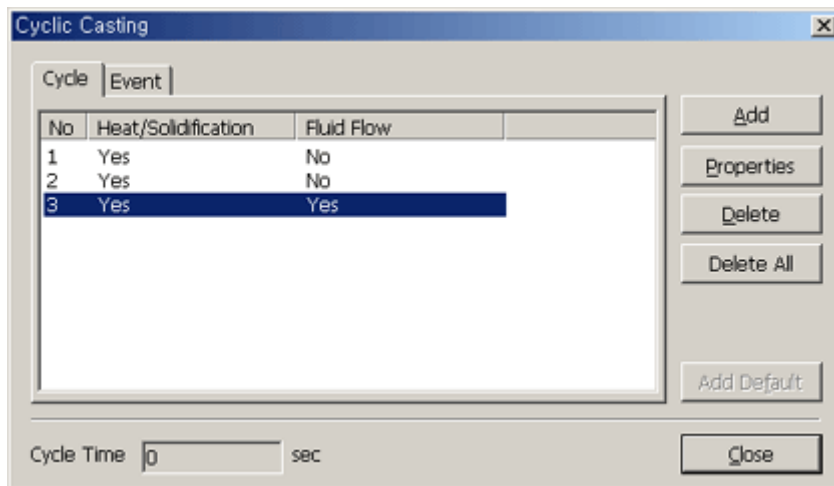 Cyclic Casting
Cycle Event
No Heat/Solidification Fluid Flow
1 Yes No
2 Yes No
3 Yes Yes
Add
Properties
Delete
Delete All
Add Default
Cycle Time 0 sec
Close